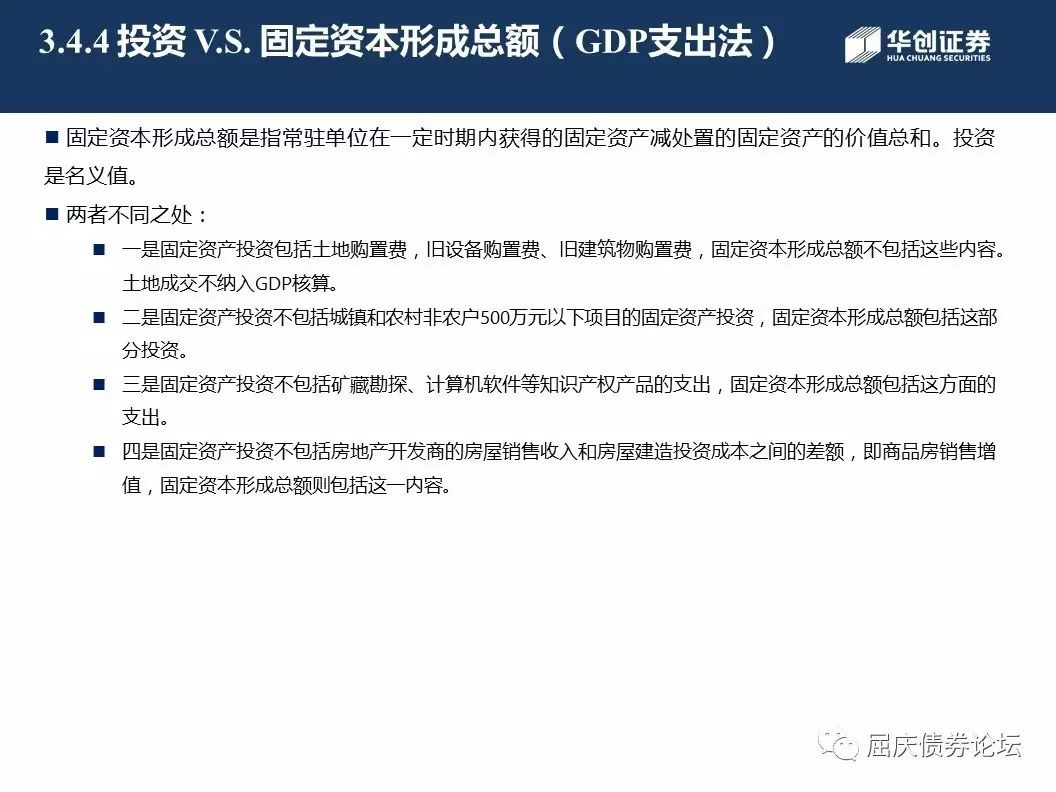 3.4.4 投资 V.S. 固定资本形成总额（GDP支出法）
华创证券
HUA CHUANG SECURITIES
■ 固定资本形成总额是指常驻单位在一定时期内获得的固定资产减处置的固定资产的价值总和。投资
是名义值。
■ 两者不同之处：
■ 一是固定资产投资包括土地购置费，旧设备购置费、旧建筑物购置费，固定资本形成总额不包括这些内容。
土地成交不纳入GDP核算。
■ 二是固定资产投资不包括城镇和农村非农户500万元以下项目的固定资产投资，固定资本形成总额包括这部
分投资。
■ 三是固定资产投资不包括矿藏勘探、计算机软件等知识产权产品的支出，固定资本形成总额包括这方面的
支出。
■ 四是固定资产投资不包括房地产开发商的房屋销售收入和房屋建造投资成本之间的差额，即商品房销售增
值，固定资本形成总额则包括这一内容。
屈庆债券论坛